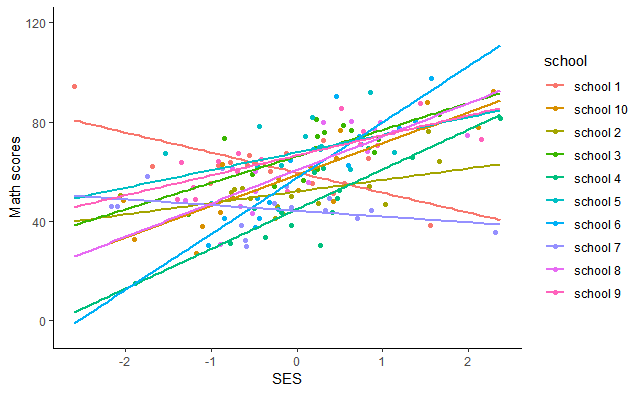 120
80
40
0
Math scores
-2
-1
0
1
2
SES
school
school 1
school 10
school 2
school 3
school 4
school 5
school 6
school 7
school 8
school 9